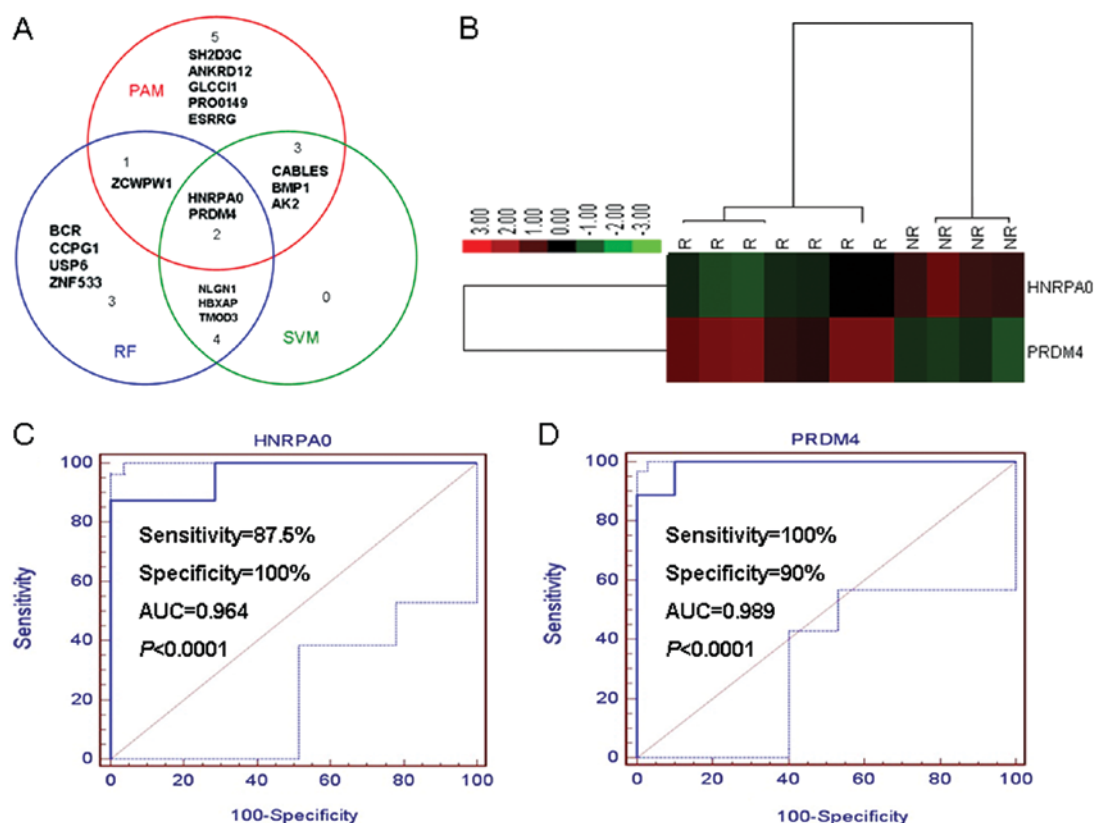 A
5
SH2D3C
ANKRD12
GLCCI1
PRO0149
ESRRG
PAM
1
ZCWPW1
3
CABLES
BMP1
AK2
HNRPA0
PRDM4
2
BCR
CCPG1
USP6
ZNF533
3
NLGN1
HBXAP
TMOD3
4
0
RF
SVM
B
3.00
2.00
1.00
0.00
-1.00
-2.00
-3.00
R R R R R R R NR NR NR NR
HNRPA0
PRDM4
C
HNRPA0
Sensitivity
100
80
60
40
20
0
Sensitivity=87.5%
Specificity=100%
AUC=0.964
P<0.0001
0 20 40 60 80 100
100-Specificity
D
PRDM4
Sensitivity
100
80
60
40
20
0
Sensitivity=100%
Specificity=90%
AUC=0.989
P<0.0001
0 20 40 60 80 100
100-Specificity